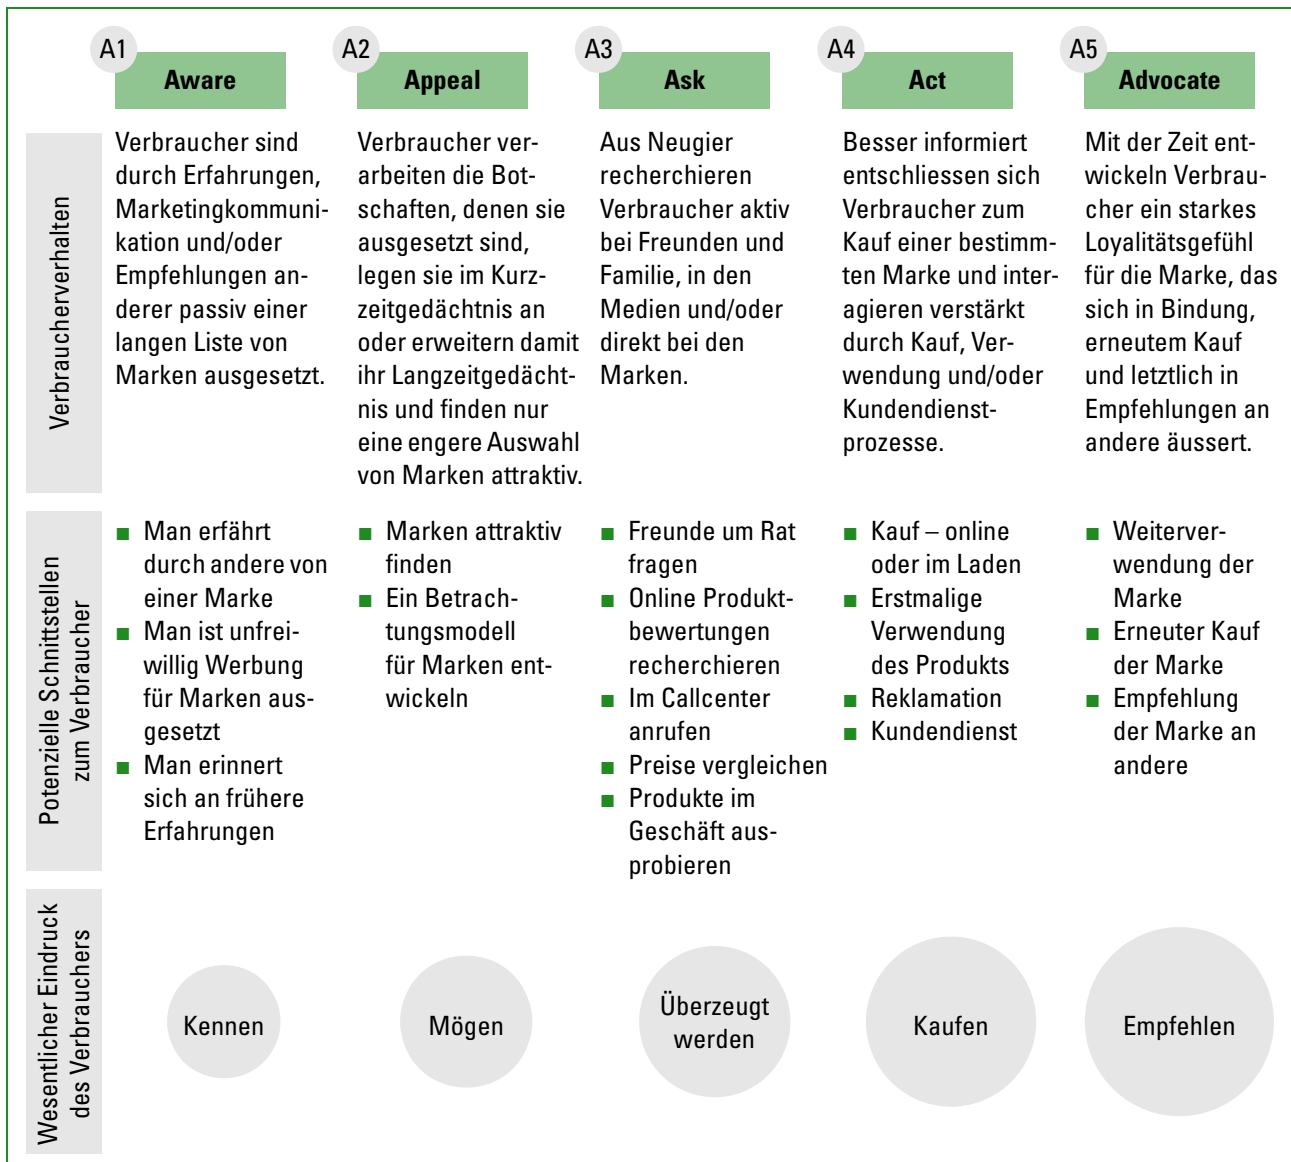 A1
Aware
A2
Appeal
A3
Ask
A4
Act
A5
Advocate
Verbraucherverhalten
Verbraucher sind
durch Erfahrungen,
Marketingkommuni-
kation und/oder
Empfehlungen an-
derer passiv einer
langen Liste von
Marken ausgesetzt.
Verbraucher ver-
arbeiten die Bot-
schaften, denen sie
ausgesetzt sind,
legen sie im Kurz-
zeitgedächtnis an
oder erweitern damit
ihr Langzeitgedächt-
nis und finden nur
eine engere Auswahl
von Marken attraktiv.
Aus Neugier
recherchieren
Verbraucher aktiv
bei Freunden und
Familie, in den
Medien und/oder
direkt bei den
Marken.
Besser informiert
entschliessen sich
Verbraucher zum
Kauf einer bestimm-
ten Marke und inter-
agieren verstärkt
durch Kauf, Ver-
wendung und/oder
Kundendienst-
prozesse.
Mit der Zeit ent-
wickeln Verbrau-
cher ein starkes
Loyalitätsgefühl
für die Marke, das
sich in Bindung,
erneutem Kauf
und letztlich in
Empfehlungen an
andere äussert.
Potenzielle Schnittstellen
zum Verbraucher
■ Man erfährt
durch andere von
einer Marke
■ Man ist unfrei-
willig Werbung
für Marken aus-
gesetzt
■ Man erinnert
sich an frühere
Erfahrungen
■ Marken attraktiv
finden
■ Ein Betrach-
tungsmodell
für Marken ent-
wickeln
■ Freunde um Rat
fragen
■ Online Produkt-
bewertungen
recherchieren
■ Im Callcenter
anrufen
■ Preise vergleichen
■ Produkte im
Geschäft aus-
probieren
■ Kauf – online
oder im Laden
■ Erstmalige
Verwendung
des Produkts
■ Reklamation
■ Kundendienst
■ Weiterver-
wendung der
Marke
■ Erneuter Kauf
der Marke
■ Empfehlung
der Marke an
andere
Wesentlicher Eindruck
des Verbrauchers
Kennen
Mögen
Überzeugt
werden
Kaufen
Empfehlen